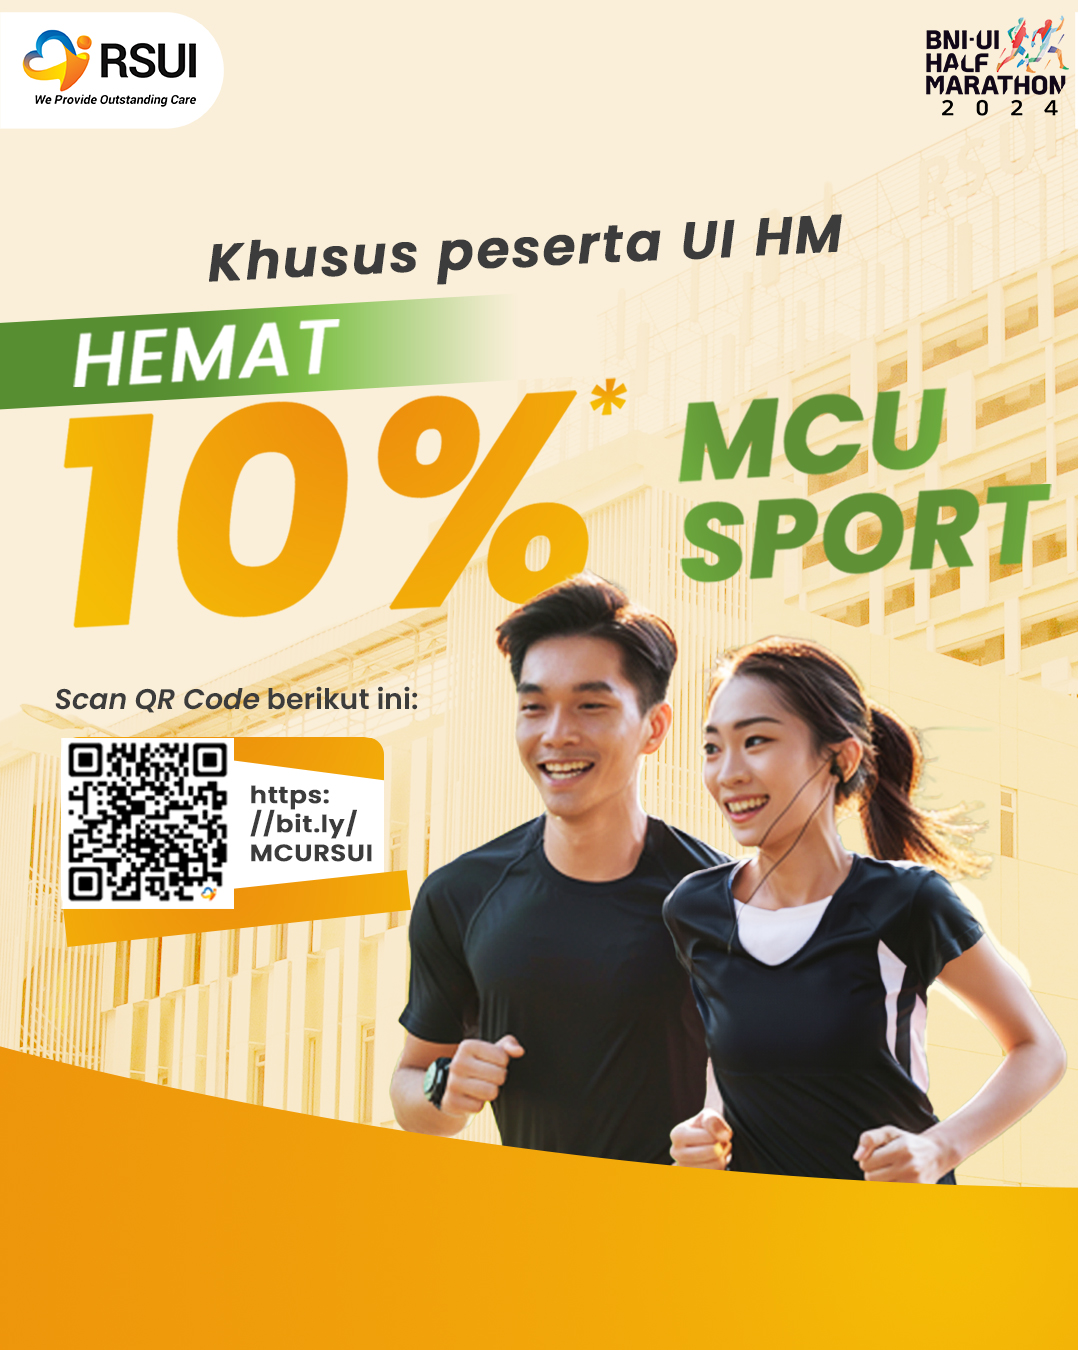 RSUI
We Provide Outstanding Care
BNI-UI
HALF
MARATHON
2024
RSUI
Khusus peserta UI HM
HEMAT
10%*
MCU
SPORT
Scan QR Code berikut ini:
https:
//bit.ly/
MCURSUI